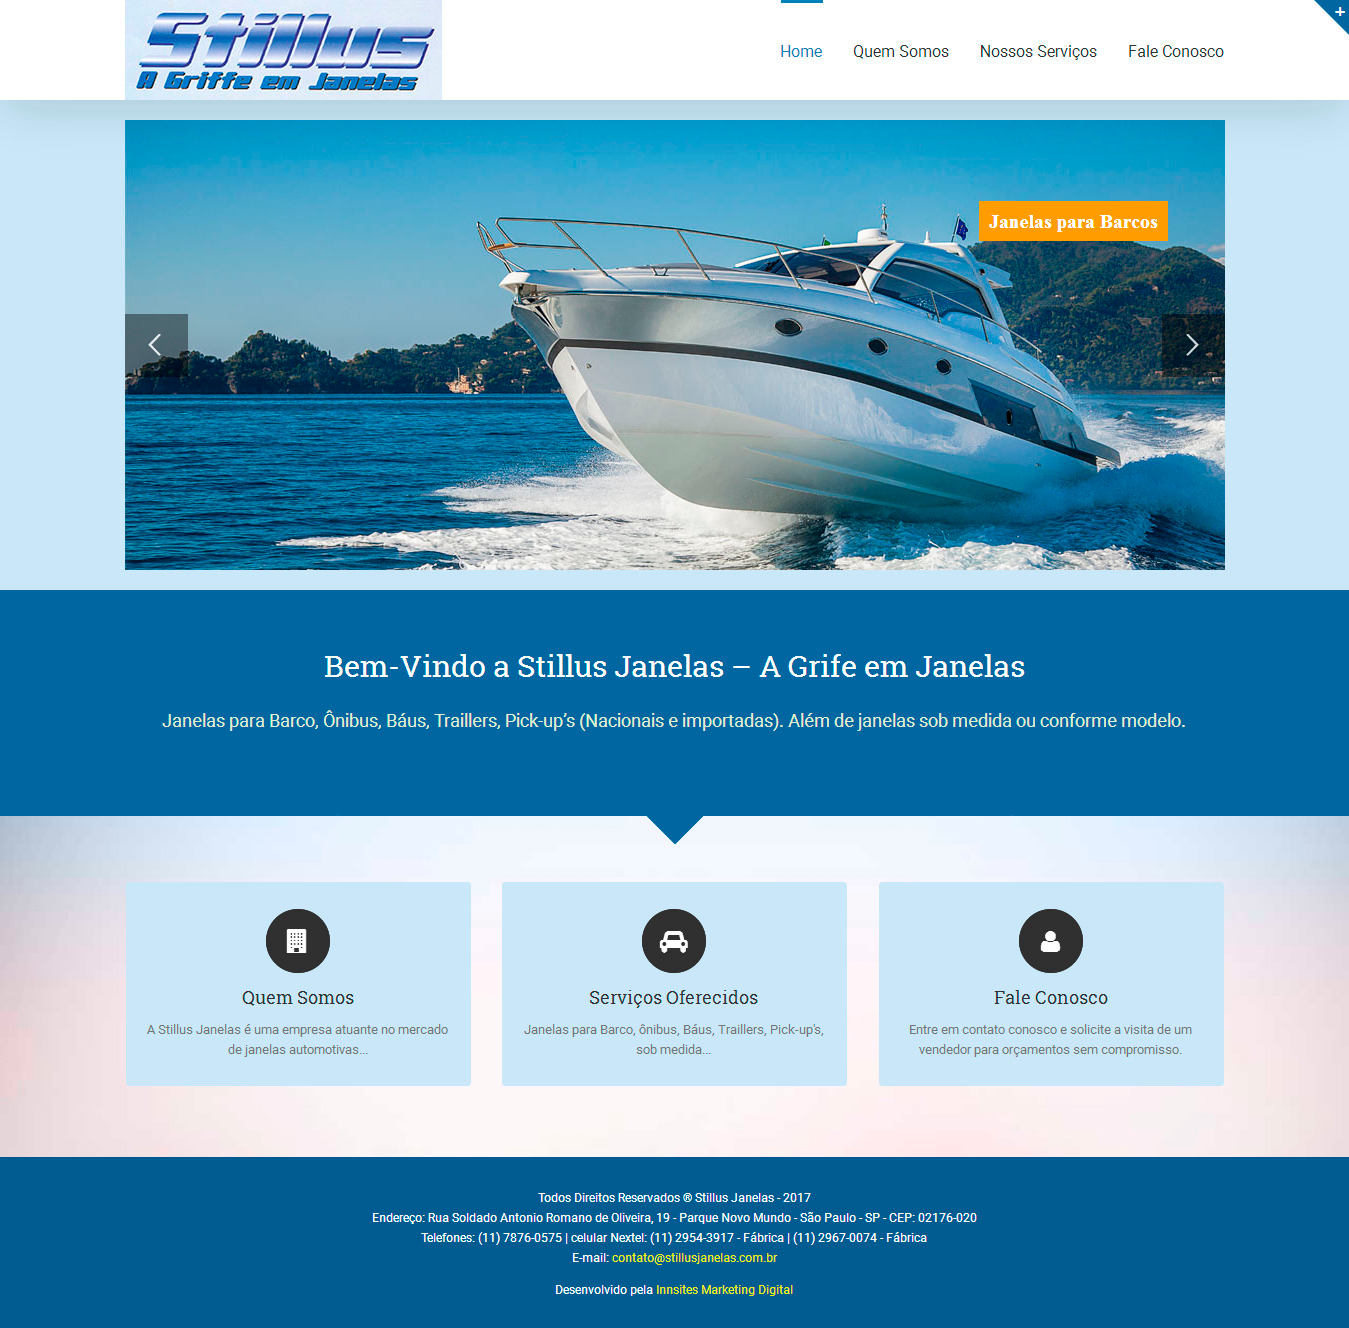 Stillus
A Griffe em Janelas
Home
Quem Somos
Nossos Serviços
Fale Conosco
Janelas para Barcos
Bem-Vindo a Stillus Janelas – A Grife em Janelas
Janelas para Barco, Ônibus, Báus, Traillers, Pick-up’s (Nacionais e importadas). Além de janelas sob medida ou conforme modelo.
Quem Somos
A Stillus Janelas é uma empresa atuante no mercado
de janelas automotivas...
Serviços Oferecidos
Janelas para Barco, ônibus, Báus, Traillers, Pick-up's,
sob medida...
Fale Conosco
Entre em contato conosco e solicite a visita de um
vendedor para orçamentos sem compromisso.
Todos Direitos Reservados ® Stillus Janelas - 2017
Endereço: Rua Soldado Antonio Romano de Oliveira, 19 - Parque Novo Mundo - São Paulo - SP - CEP: 02176-020
Telefones: (11) 7876-0575 | celular Nextel: (11) 2954-3917 - Fábrica | (11) 2967-0074 - Fábrica
E-mail: contato@stillusjanelas.com.br
Desenvolvido pela Innsites Marketing Digital